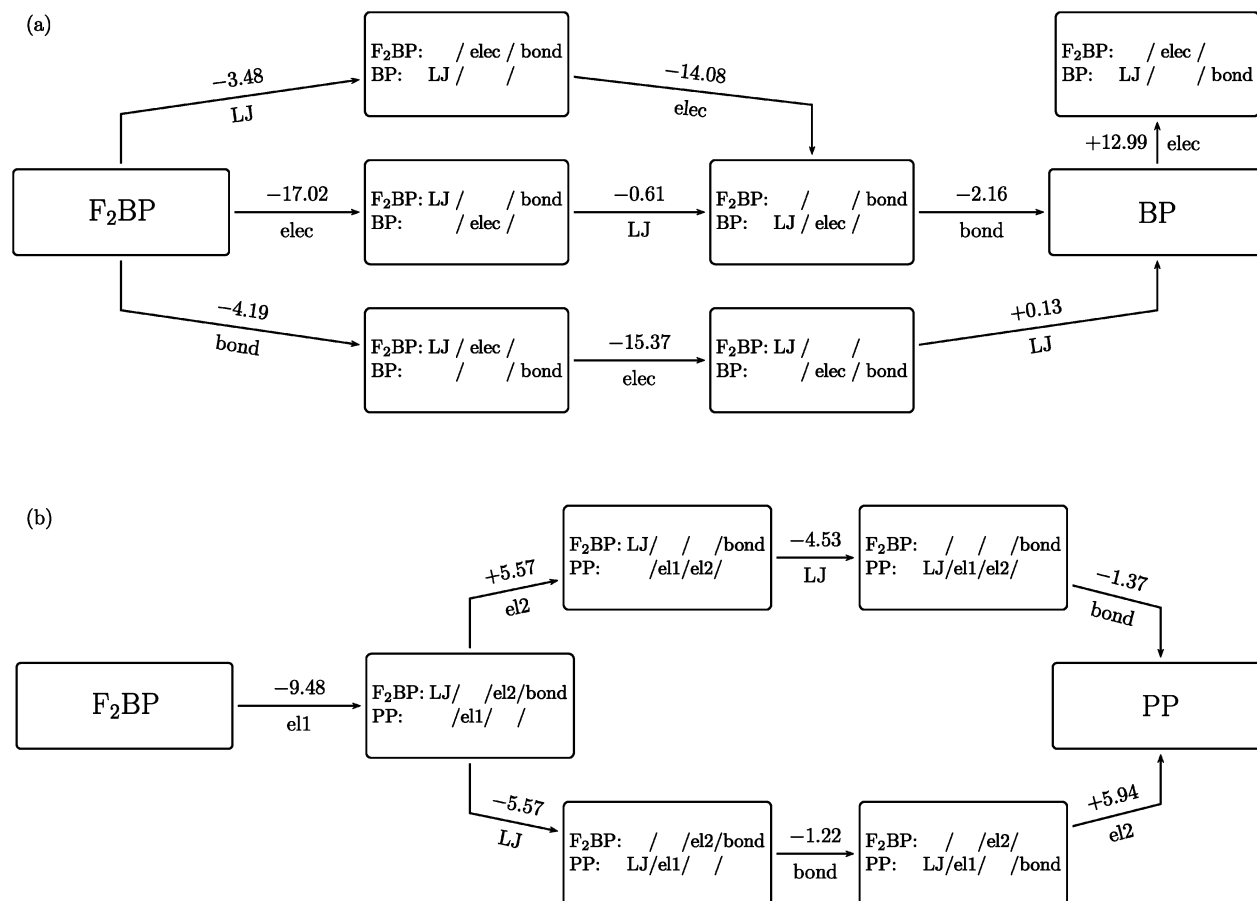 (a)
F₂BP:    / elec / bond
BP:    LJ /    /
−3.48
LJ
−14.08
elec
F₂BP:    / elec /
BP:    LJ /    / bond
+12.99 elec
F₂BP
−17.02
elec
F₂BP: LJ /    / bond
BP:    / elec /
−0.61
LJ
F₂BP:    /    / bond
BP:    LJ / elec /
−2.16
bond
BP
−4.19
bond
F₂BP: LJ / elec /
BP:    /    / bond
−15.37
elec
F₂BP: LJ /    /
BP:    / elec / bond
+0.13
LJ
(b)
F₂BP
−9.48
el1
F₂BP: LJ/    /el2/bond
PP:    /el1/    /
+5.57
el2
F₂BP: LJ/    /    /bond
PP:    /el1/el2/
−4.53
LJ
F₂BP:    /    /    /bond
PP:    LJ/el1/el2/
−1.37
bond
PP
−5.57
LJ
F₂BP:    /    /el2/bond
PP:    LJ/el1/    /
−1.22
bond
F₂BP:    /    /el2/
PP:    LJ/el1/    /bond
+5.94
el2